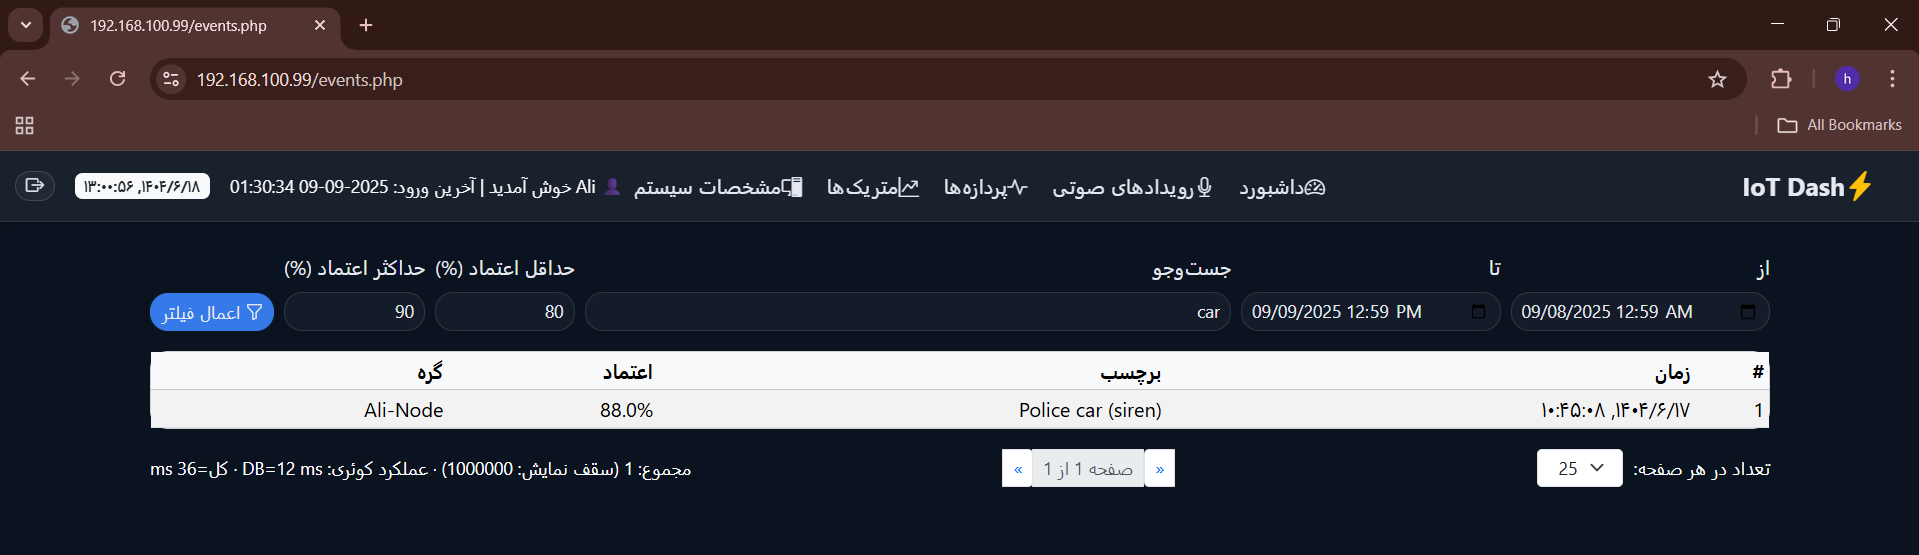 192.168.100.99/events.php
192.168.100.99/events.php
h
All Bookmarks
IoT Dash
داشبورد رویدادهای صوتی پردازه‌ها متریک‌ها مشخصات سیستم Ali خوش آمدید | آخرین ورود: 2025-09-09 01:30:34 ۱۴۰۴/۶/۱۸, ۱۳:۰۰:۵۶
از تا جست‌وجو حداقل اعتماد (%) حداکثر اعتماد (%)
09/08/2025 12:59 AM 09/09/2025 12:59 PM car 80 90 اعمال فیلتر
# زمان برچسب اعتماد گره
1 ۱۴۰۴/۶/۱۷, ۱۰:۴۵:۰۸ Police car (siren) 88.0% Ali-Node
تعداد در هر صفحه: 25 « صفحه 1 از 1 » مجموع: 1 (سقف نمایش: 1000000) · عملکرد کوئری: DB=12 ms · کل=36 ms